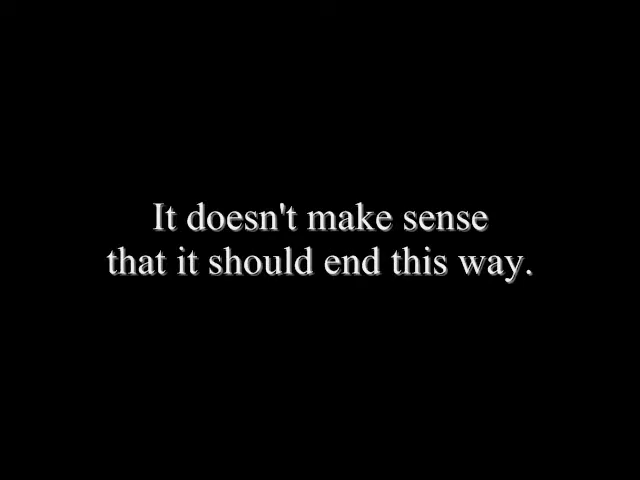 It doesn't make sense
that it should end this way.